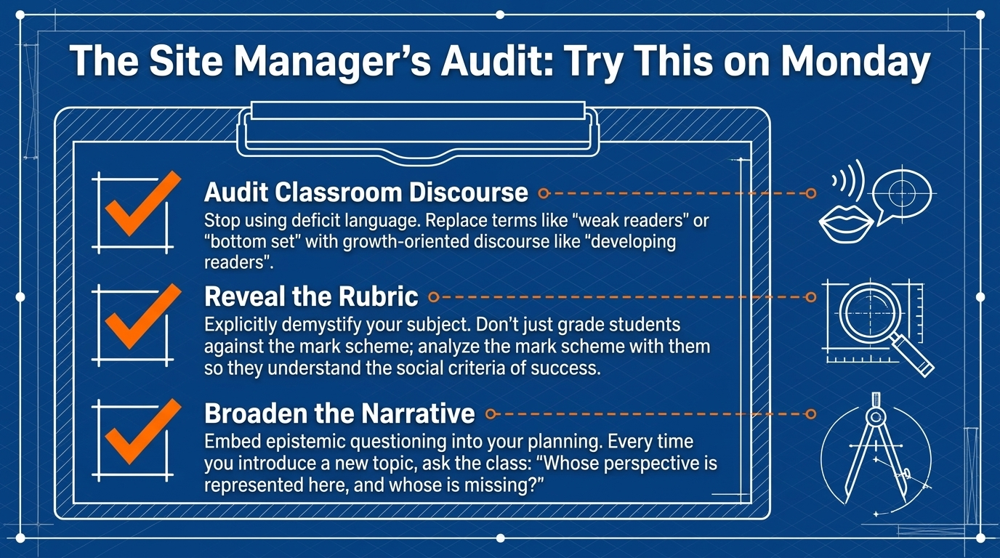 The Site Manager’s Audit: Try This on Monday
Audit Classroom Discourse
Stop using deficit language. Replace terms like “weak readers” or
“bottom set” with growth-oriented discourse like “developing
readers”.
Reveal the Rubric
Explicitly demystify your subject. Don’t just grade students
against the mark scheme; analyze the mark scheme with them
so they understand the social criteria of success.
Broaden the Narrative
Embed epistemic questioning into your planning. Every time
you introduce a new topic, ask the class: “Whose perspective is
represented here, and whose is missing?”